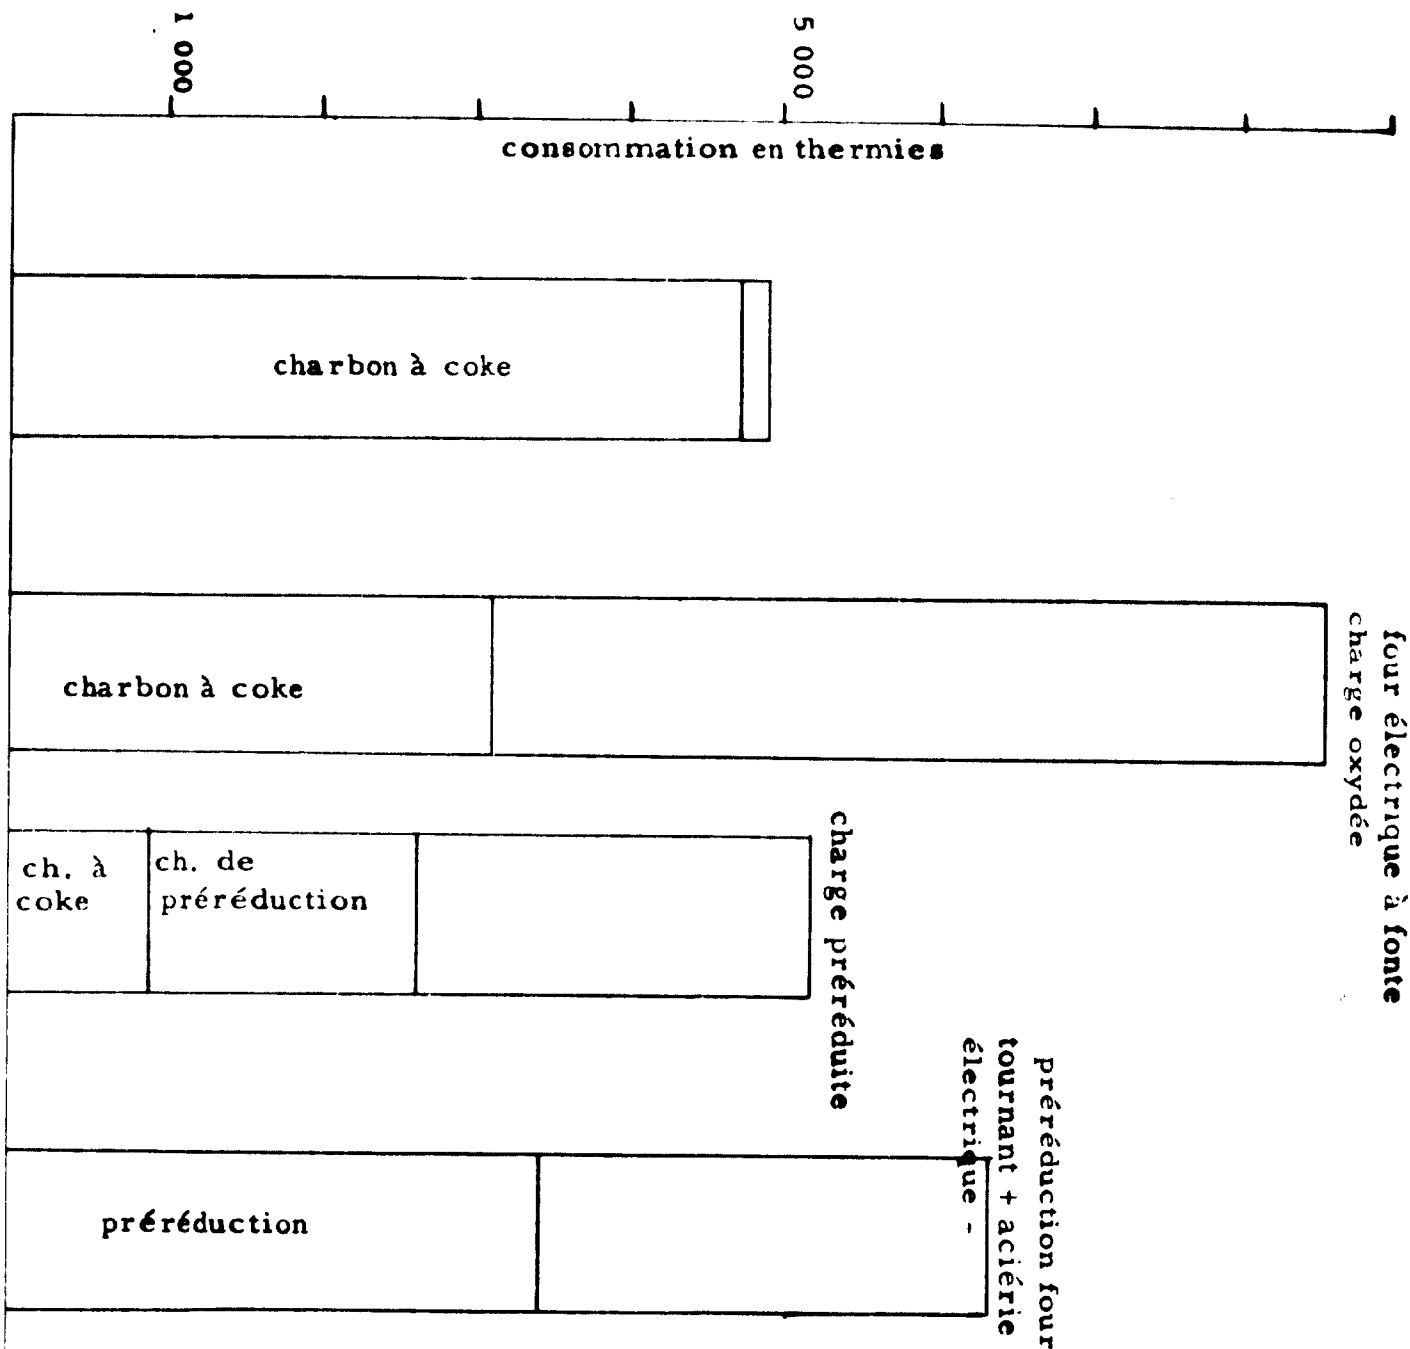 1 000
5 000
consommation en thermies
charbon à coke
four électrique à fonte
charge oxydée
charbon à coke
charge préréduite
ch. à
coke
ch. de
préréduction
préréduction four
tournant + aciérie
électrique -
préréduction